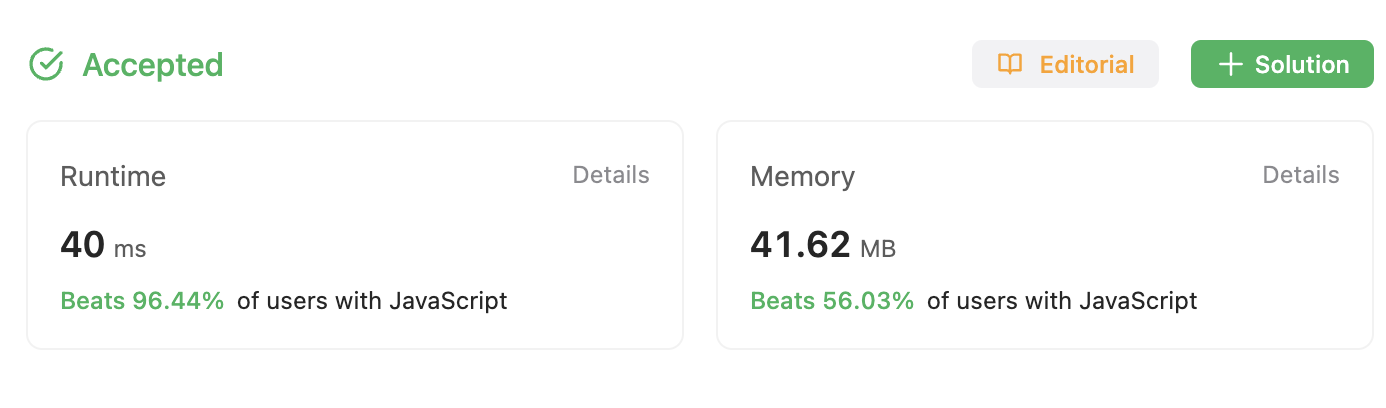 Accepted
Editorial
Solution
Runtime
Details
40 ms
Beats 96.44% of users with JavaScript
Memory
Details
41.62 MB
Beats 56.03% of users with JavaScript